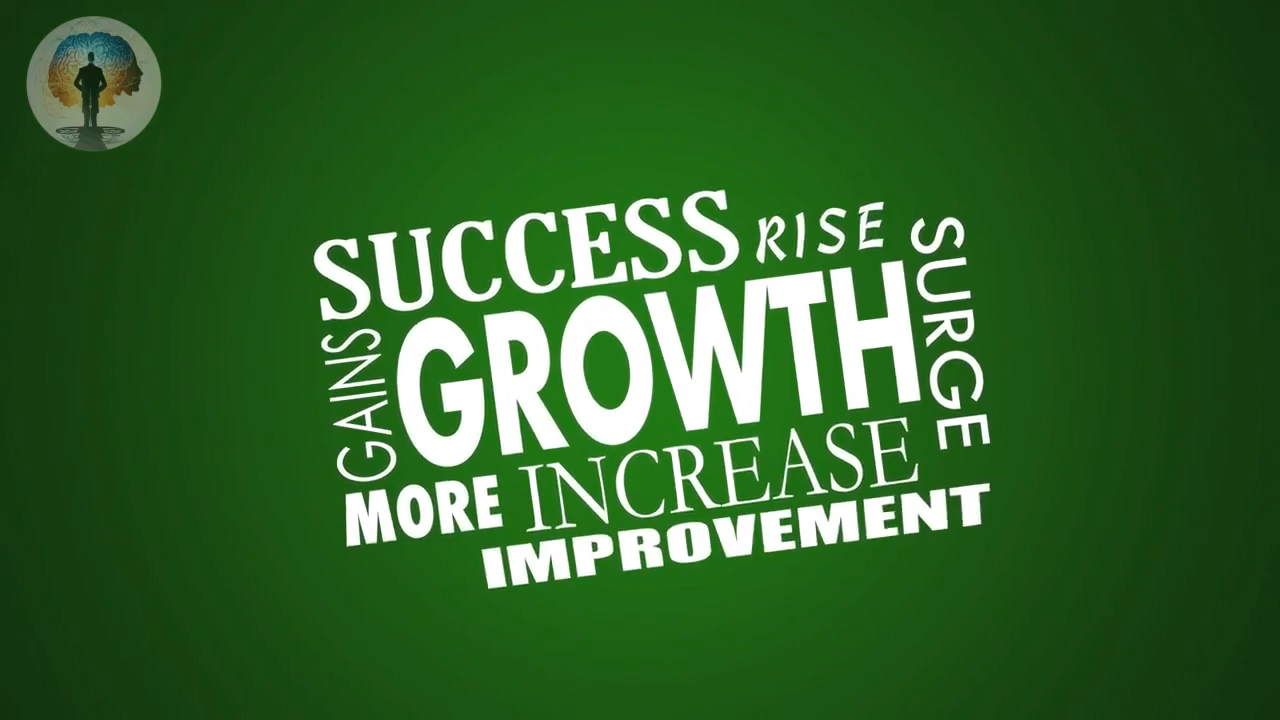 SUCCESS RISE
SURGE
GAINS
GROWTH
MORE INCREASE
IMPROVEMENT